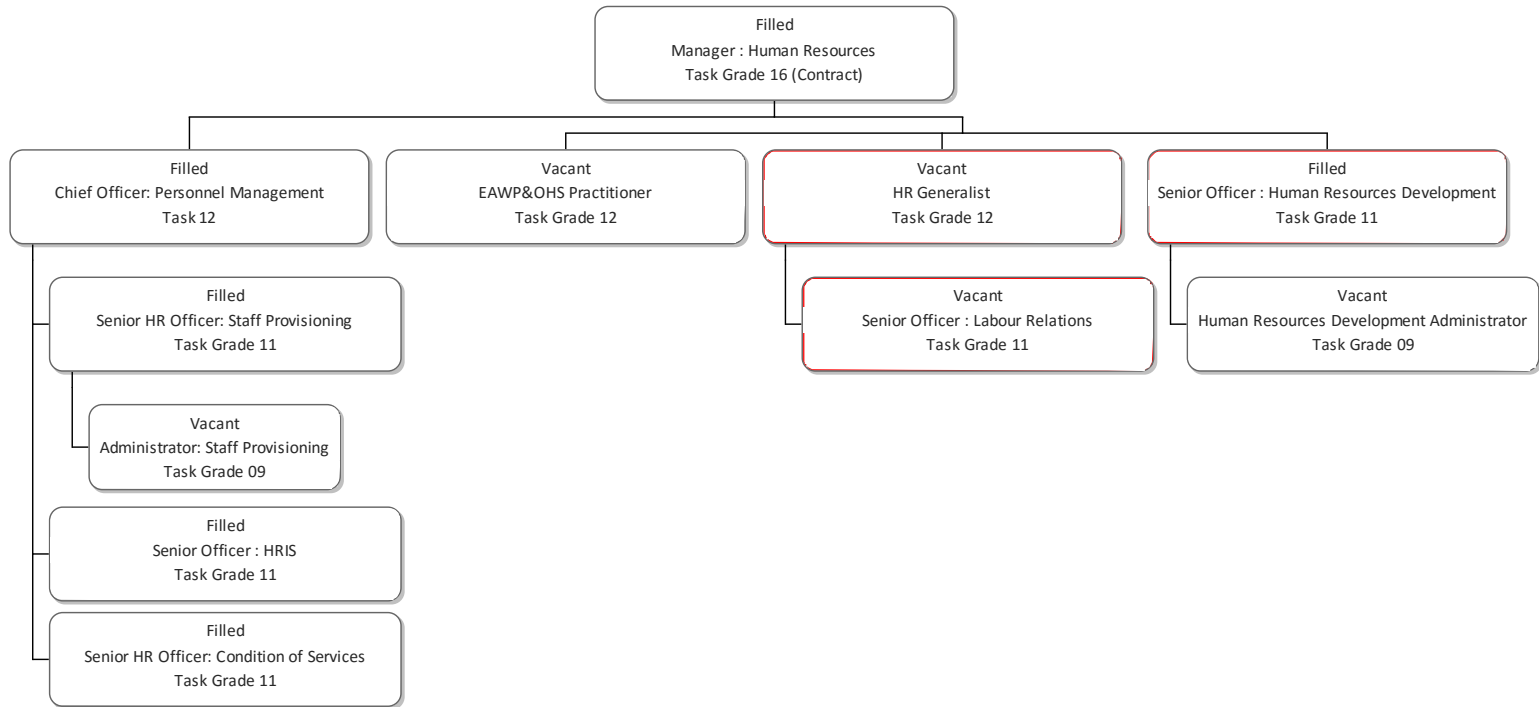 Filled
Manager : Human Resources
Task Grade 16 (Contract)
Filled
Chief Officer: Personnel Management
Task 12
Vacant
EAWP&OHS Practitioner
Task Grade 12
Vacant
HR Generalist
Task Grade 12
Filled
Senior Officer : Human Resources Development
Task Grade 11
Filled
Senior HR Officer: Staff Provisioning
Task Grade 11
Vacant
Senior Officer : Labour Relations
Task Grade 11
Vacant
Human Resources Development Administrator
Task Grade 09
Vacant
Administrator: Staff Provisioning
Task Grade 09
Filled
Senior Officer : HRIS
Task Grade 11
Filled
Senior HR Officer: Condition of Services
Task Grade 11